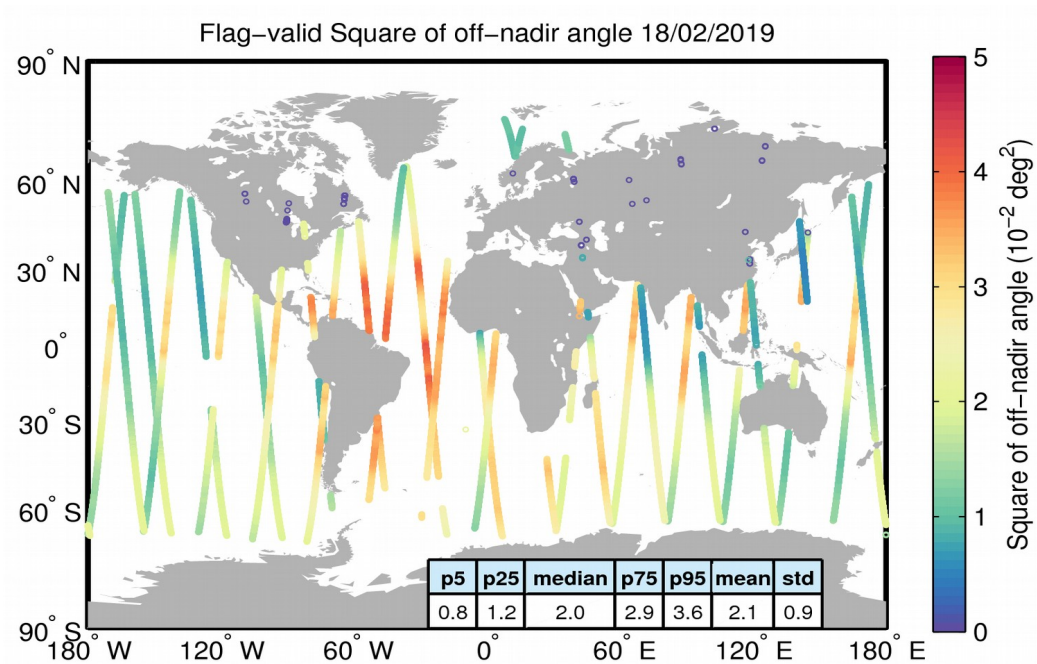 Flag−valid Square of off−nadir angle 18/02/2019
90° N
60° N
30° N
0°
30° S
60° S
90° S
180° W
120° W
60° W
0°
60° E
120° E
180° E
p5 p25 median p75 p95 mean std
0.8 1.2 2.0 2.9 3.6 2.1 0.9
5
4
3
2
1
0
Square of off−nadir angle (10⁻² deg²)